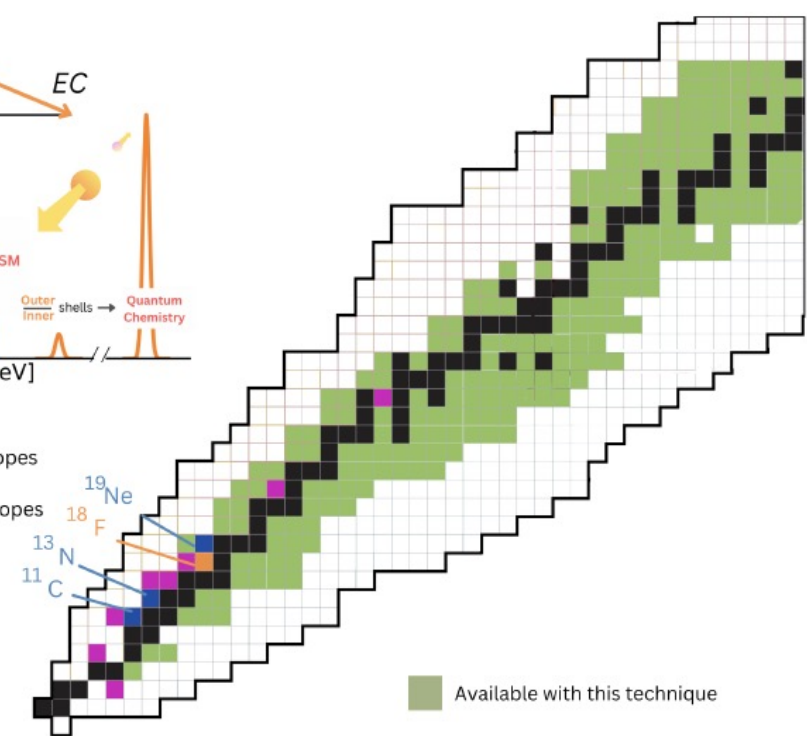 EC
SM
Outer
Inner
shells →
Quantum
Chemistry
eV]
opes
opes
19Ne
18F
13N
11C
Available with this technique